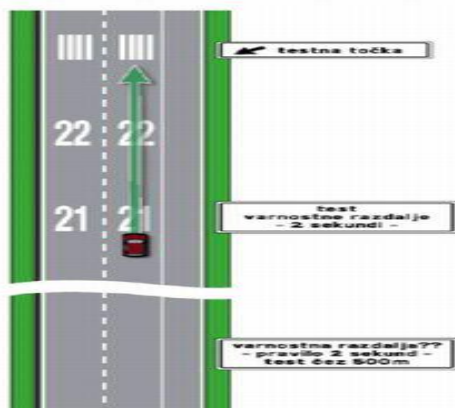 testna točka
22 22
test
varnostne razdalje
- 2 sekundi -
21 21
varnostna razdalja??
- pravilo 2 sekund -
test čez 500m